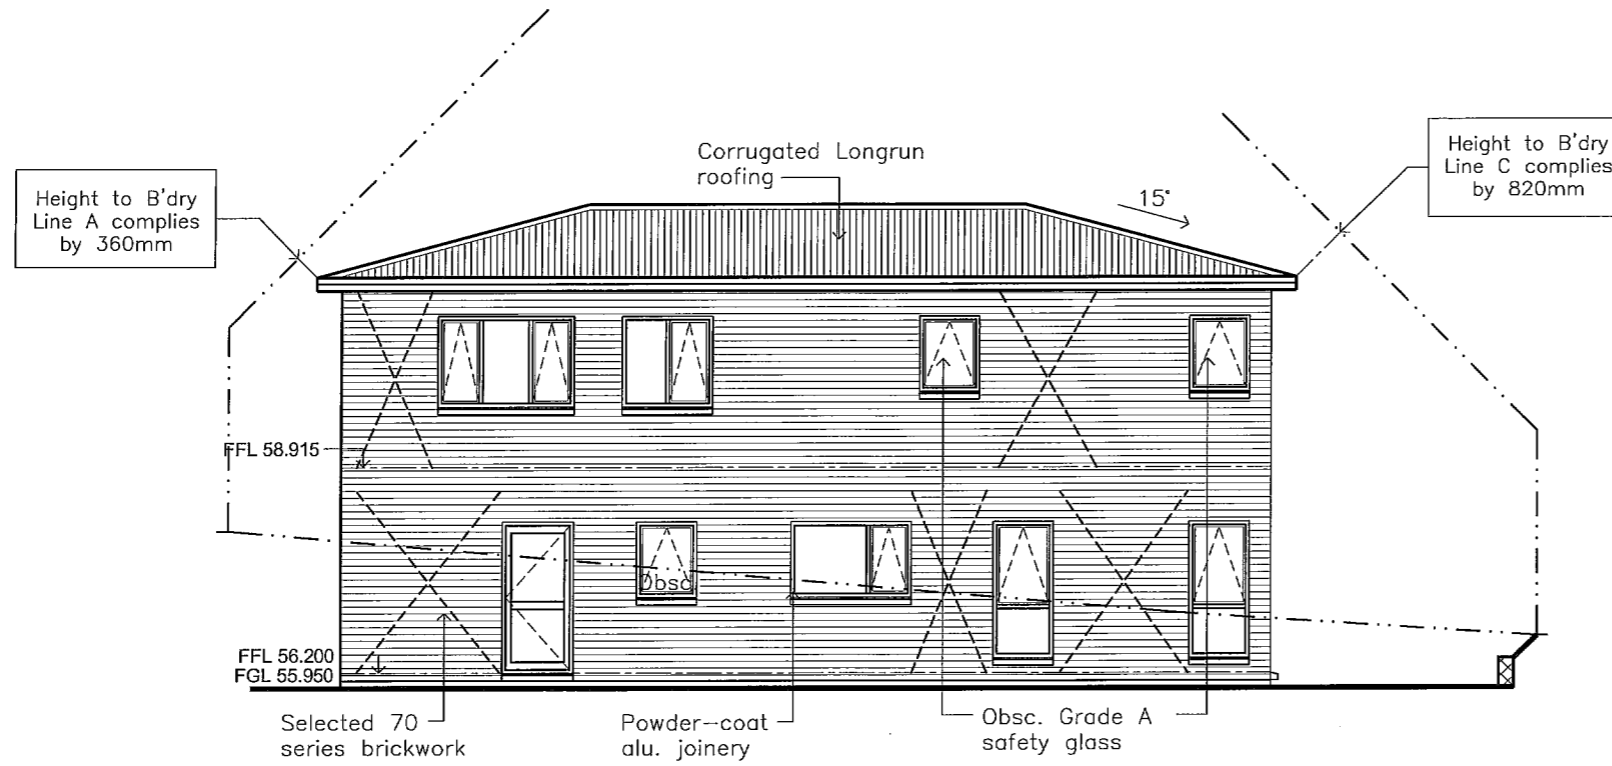 Corrugated Longrun
roofing
15°
Height to B'dry
Line A complies
by 360mm
Height to B'dry
Line C complies
by 820mm
FFL 58.915
Obsc
FFL 56.200
FGL 55.950
Selected 70
series brickwork
Powder-coat
alu. joinery
Obsc. Grade A
safety glass